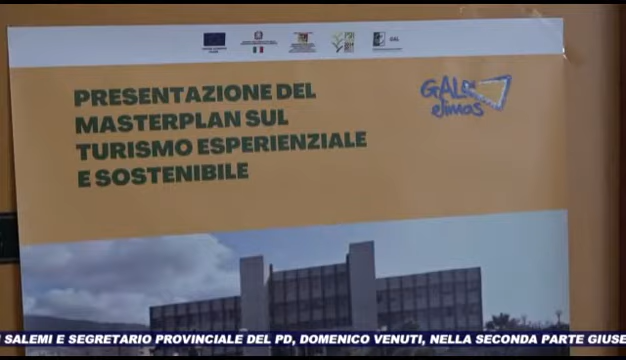 PRESENTAZIONE DEL
MASTERPLAN SUL
TURISMO ESPERIENZIALE
E SOSTENIBILE
GAL
elimos
SALEMI E SEGRETARIO PROVINCIALE DEL PD, DOMENICO VENUTI, NELLA SECONDA PARTE GIUSE